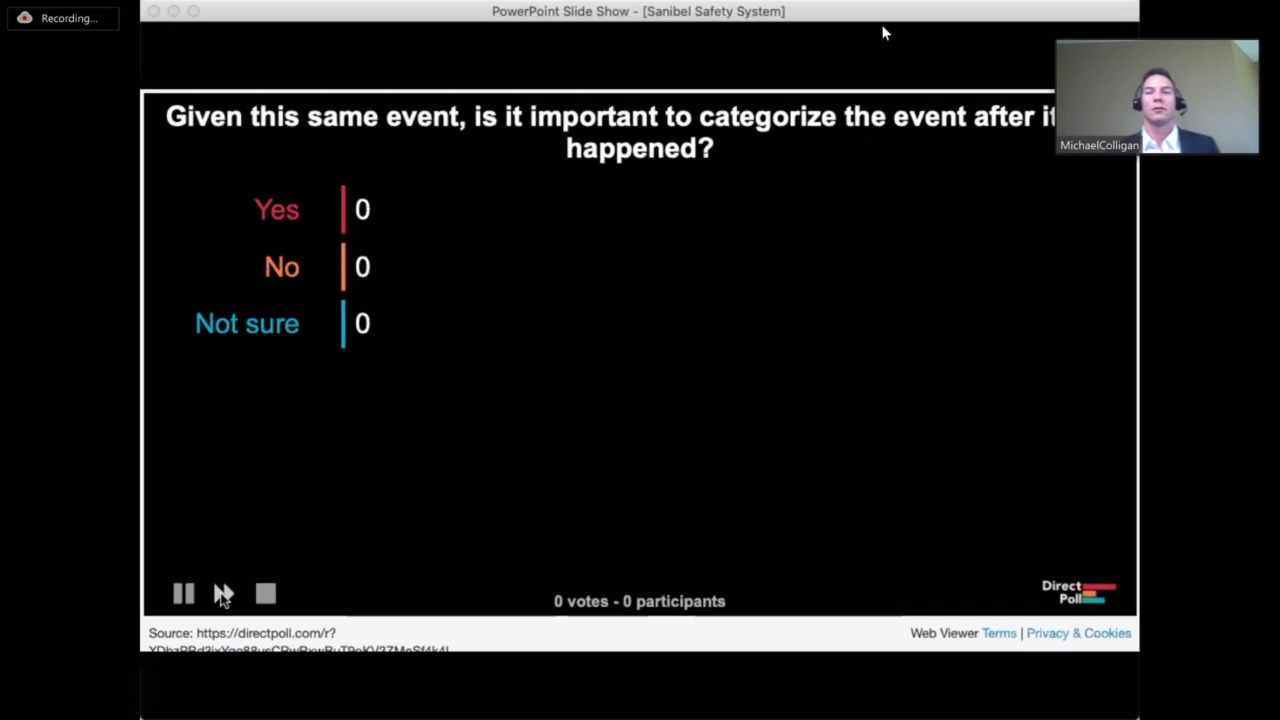 Recording...
PowerPoint Slide Show - [Sanibel Safety System]
MichaelColligan
Given this same event, is it important to categorize the event after it
happened?
Yes 0
No 0
Not sure 0
0 votes - 0 participants
Direct
Poll
Source: https://directpoll.com/r?
Web Viewer Terms | Privacy & Cookies